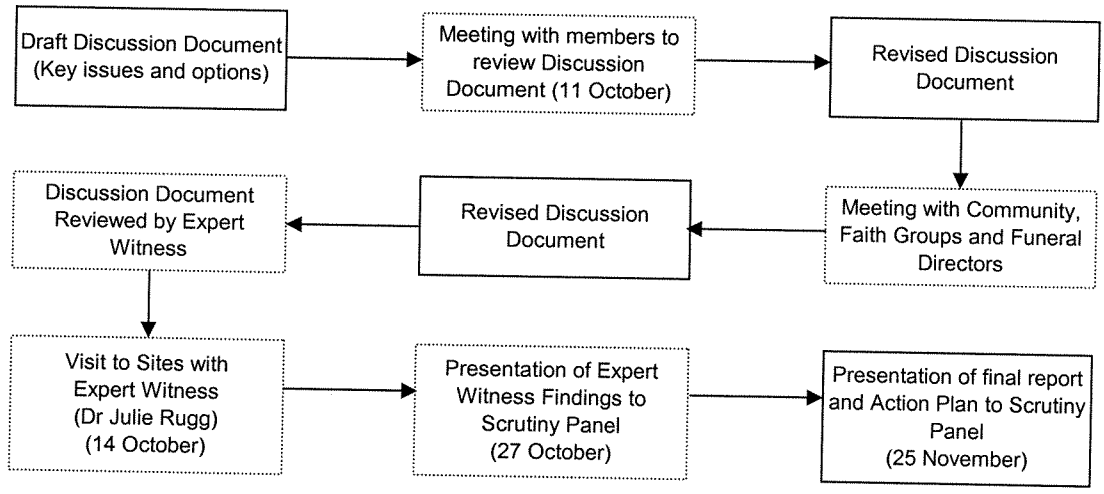 Draft Discussion Document
(Key issues and options)
Meeting with members to
review Discussion
Document (11 October)
Revised Discussion
Document
Meeting with Community,
Faith Groups and Funeral
Directors
Revised Discussion
Document
Discussion Document
Reviewed by Expert
Witness
Visit to Sites with
Expert Witness
(Dr Julie Rugg)
(14 October)
Presentation of Expert
Witness Findings to
Scrutiny Panel
(27 October)
Presentation of final report
and Action Plan to Scrutiny
Panel
(25 November)